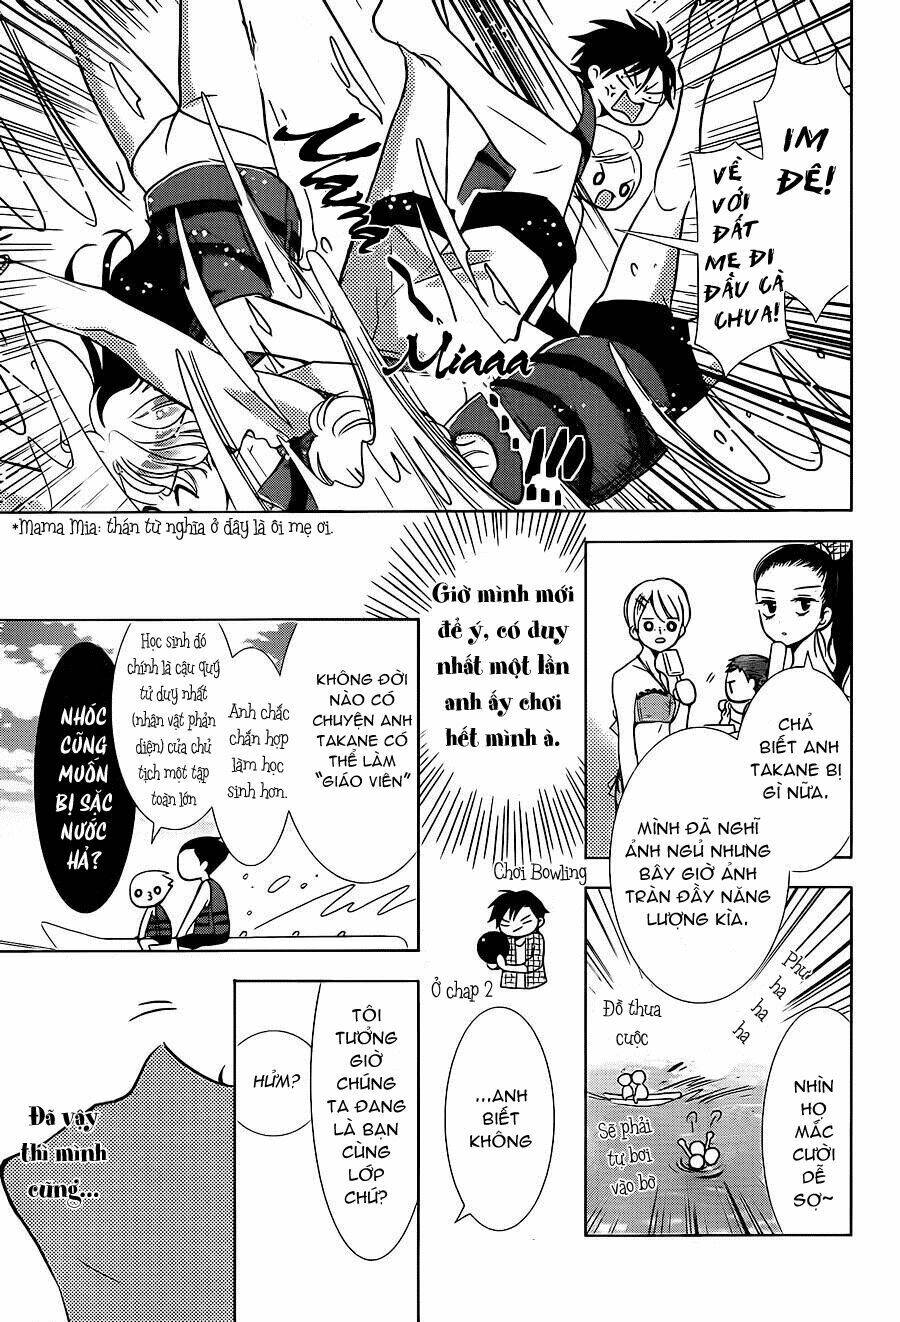 IM
ĐÊ!
VỀ
VỚI
ĐẤT
MẸ ĐI
ĐẦU CÀ
CHUA!
Mama
Miaaa
*Mama Mia: thán từ nghĩa ở đây là ôi mẹ ơi.
CHẢ
BIẾT ANH
TAKANE BỊ
GÌ NỮA.
MÌNH ĐÃ NGHĨ
ẢNH NGỦ NHƯNG
BÂY GIỜ ẢNH
TRÀN ĐẦY NĂNG
LƯỢNG KÌA.
Giờ mình mới
để ý, có duy
nhất một lần
anh ấy chơi
hết mình à.
Chơi Bowling
Ở chap 2
KHÔNG ĐỜI
NÀO CÓ
CHUYỆN ANH
TAKANE CÓ
THỂ LÀM
"GIÁO VIÊN"
Anh chắc
chắn hợp
làm học
sinh hơn.
Học sinh đó
chính là cậu quý
tử duy nhất
(nhân vật phản
diện) của chủ
tịch một tập
toàn lớn
NHÓC
CŨNG
MUỐN
BỊ SẶC
NƯỚC
HẢ?
Phư
ha
ha
ha
Đồ thua
cuộc
Sẽ phải
tự bơi
vào bờ
NHÌN
HỌ
MẮC
CƯỜI
DỄ
SỢ~
...ANH
BIẾT
KHÔNG
TÔI
TƯỞNG
GIỜ
CHÚNG
TA ĐANG
LÀ BẠN
CÙNG
LỚP
CHỨ?
HỬM?
Đã vậy
thì mình
cũng...